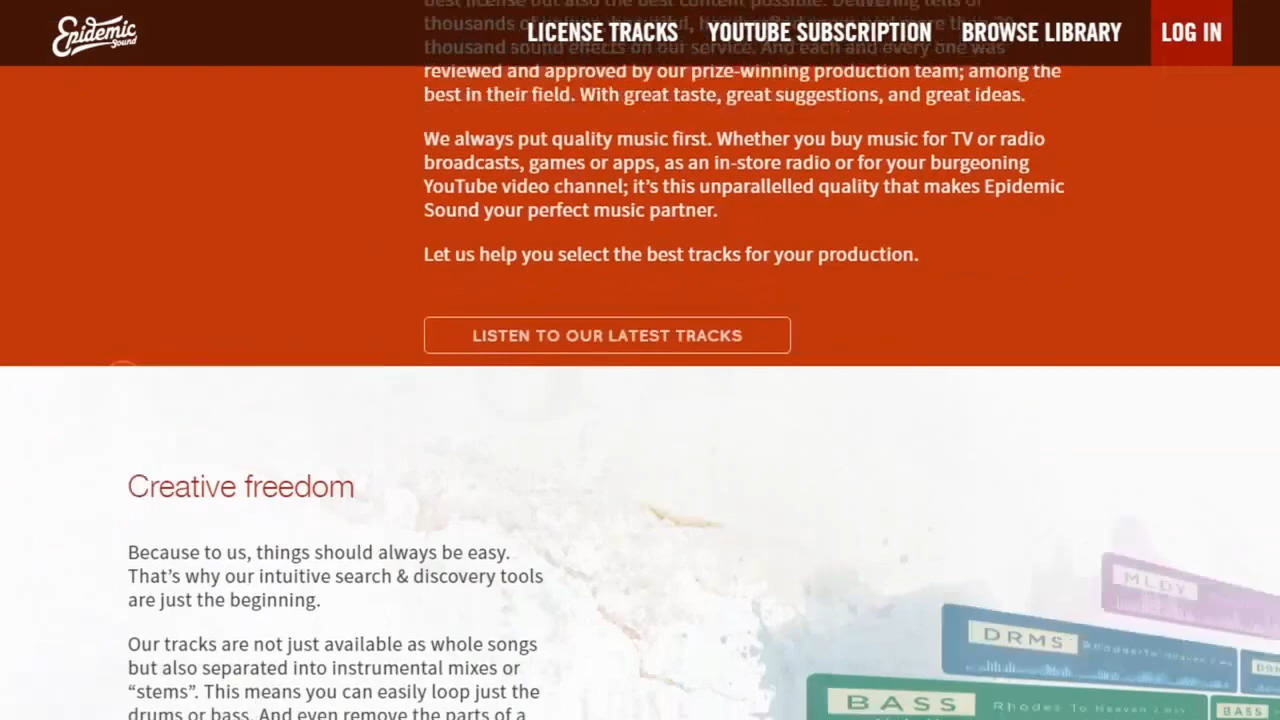 Epidemic
Sound
LICENSE TRACKS YOUTUBE SUBSCRIPTION BROWSE LIBRARY LOG IN
best license but also the best content possible. Delivering tens of
thousands of
thousand sound effects on our service. And each and every one was
reviewed and approved by our prize-winning production team; among the
best in their field. With great taste, great suggestions, and great ideas.
We always put quality music first. Whether you buy music for TV or radio
broadcasts, games or apps, as an in-store radio or for your burgeoning
YouTube video channel; it’s this unparallelled quality that makes Epidemic
Sound your perfect music partner.
Let us help you select the best tracks for your production.
LISTEN TO OUR LATEST TRACKS
Creative freedom
Because to us, things should always be easy.
That’s why our intuitive search & discovery tools
are just the beginning.
Our tracks are not just available as whole songs
but also separated into instrumental mixes or
“stems”. This means you can easily loop just the
drums or bass. And even remove the parts of a
MLDY
DRMS
BASS Rhodes To Heaven 2 BASS